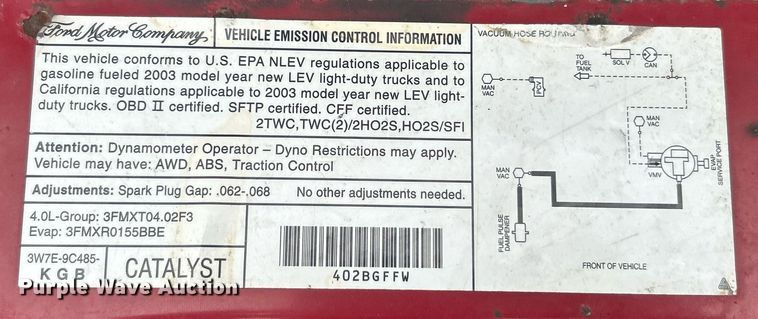 Ford Motor Company
VEHICLE EMISSION CONTROL INFORMATION
This vehicle conforms to U.S. EPA NLEV regulations applicable to
gasoline fueled 2003 model year new LEV light-duty trucks and to
California regulations applicable to 2003 model year new LEV light-
duty trucks. OBD II certified. SFTP certified. CFF certified.
2TWC,TWC(2)/2HO2S,HO2S/SFI
Attention: Dynamometer Operator – Dyno Restrictions may apply.
Vehicle may have: AWD, ABS, Traction Control
Adjustments: Spark Plug Gap: .062-.068 No other adjustments needed.
4.0L-Group: 3FMXT04.02F3
Evap: 3FMXR0155BBE
3W7E-9C485-
KGB
CATALYST
402BGFFW
VACUUM HOSE ROUTING
TO
FUEL
TANK
SOL V
CAN
MAN
VAC
PCV
MAN
VAC
VMV
EVAP
SERVICE PORT
MAN
VAC
FUEL PULSE
DAMPENER
FRONT OF VEHICLE
Purple Wave Auction